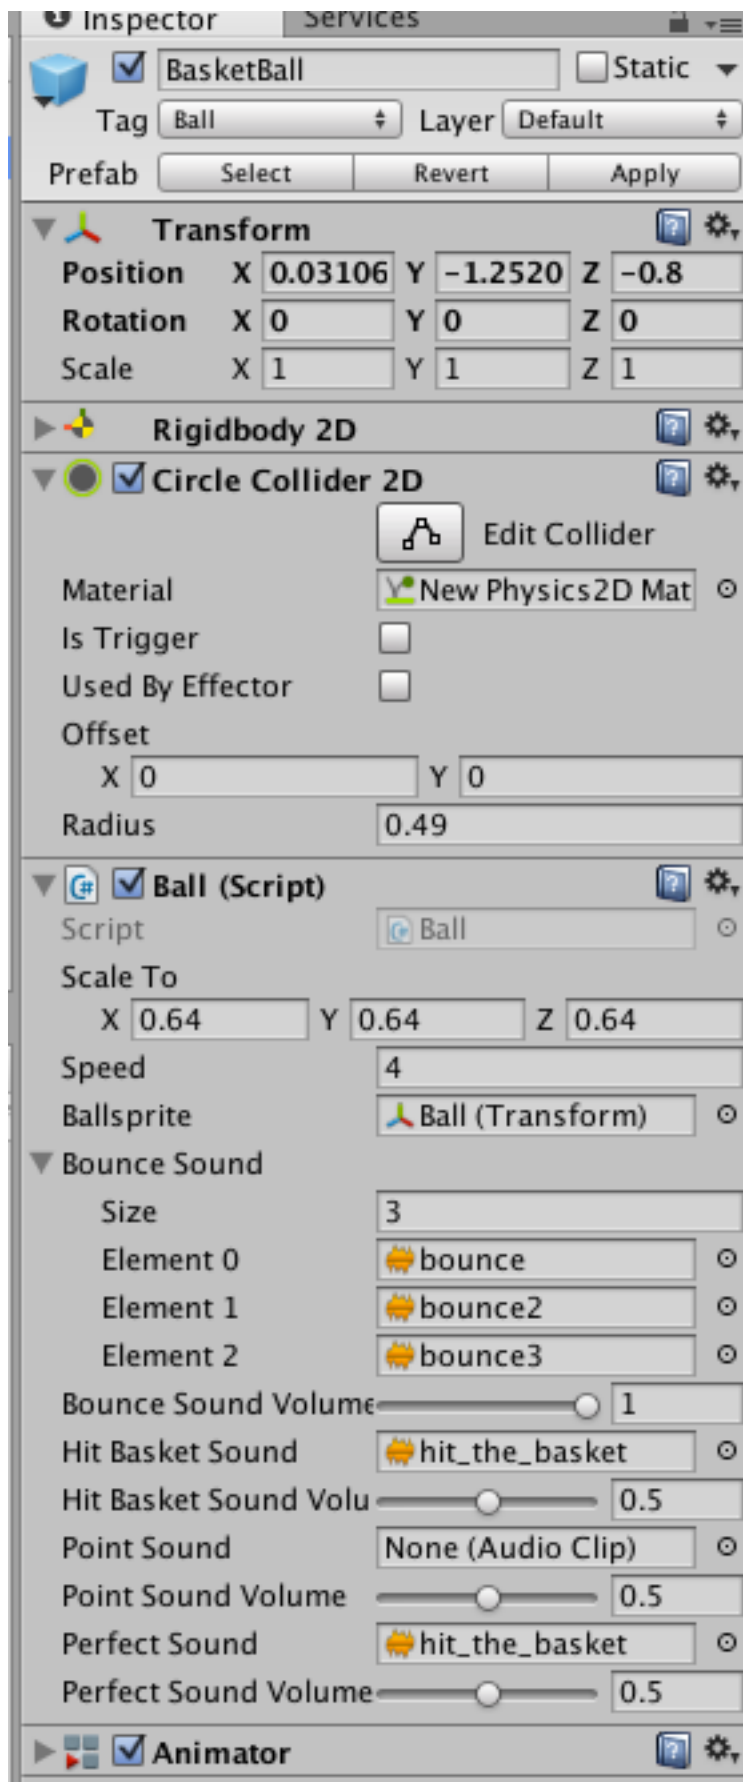 Inspector Services
BasketBall Static
Tag Ball Layer Default
Prefab Select Revert Apply
Transform
Position X 0.03106 Y -1.2520 Z -0.8
Rotation X 0 Y 0 Z 0
Scale X 1 Y 1 Z 1
Rigidbody 2D
Circle Collider 2D
Edit Collider
Material New Physics2D Mat
Is Trigger
Used By Effector
Offset
X 0 Y 0
Radius 0.49
Ball (Script)
Script Ball
Scale To
X 0.64 Y 0.64 Z 0.64
Speed 4
Ballsprite Ball (Transform)
Bounce Sound
Size 3
Element 0 bounce
Element 1 bounce2
Element 2 bounce3
Bounce Sound Volume 1
Hit Basket Sound hit_the_basket
Hit Basket Sound Volu 0.5
Point Sound None (Audio Clip)
Point Sound Volume 0.5
Perfect Sound hit_the_basket
Perfect Sound Volume 0.5
Animator